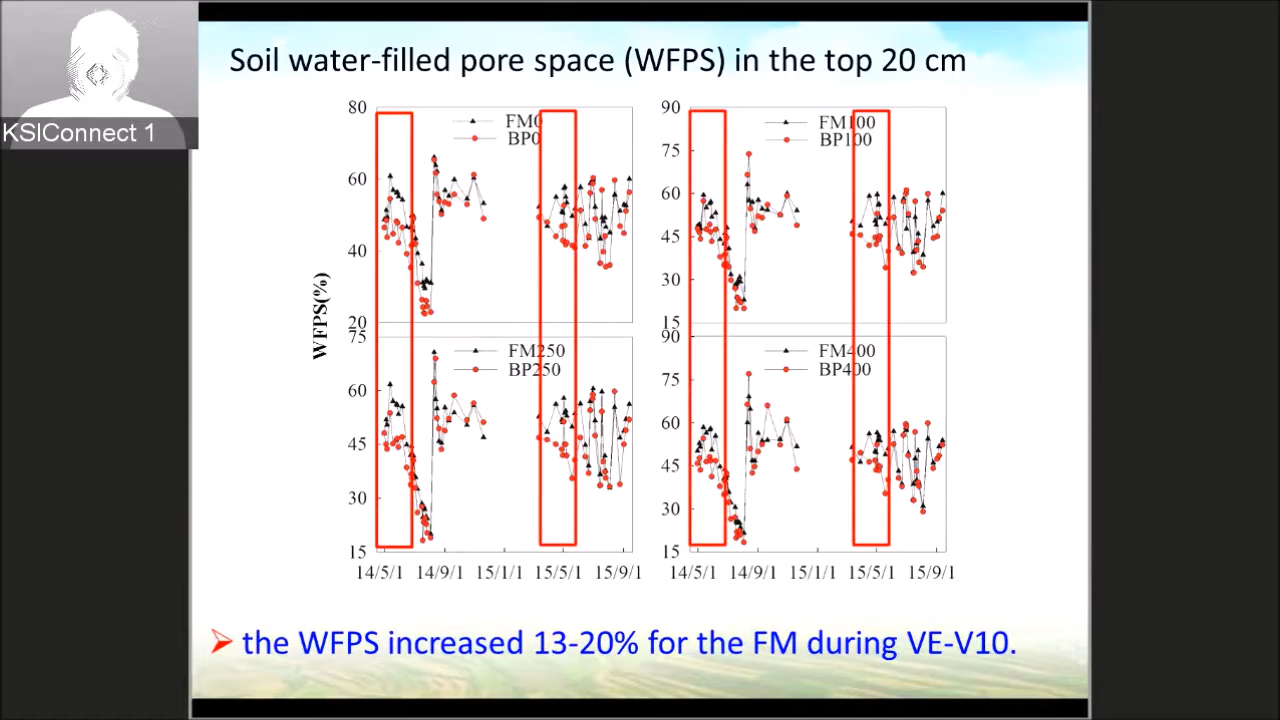 Soil water-filled pore space (WFPS) in the top 20 cm
KSIConnect 1
WFPS(%)
80
60
40
20
FM0
BP0
90
75
60
45
30
15
FM100
BP100
75
60
45
30
15
FM250
BP250
14/5/1 14/9/1 15/1/1 15/5/1 15/9/1
90
75
60
45
30
15
FM400
BP400
14/5/1 14/9/1 15/1/1 15/5/1 15/9/1
the WFPS increased 13-20% for the FM during VE-V10.